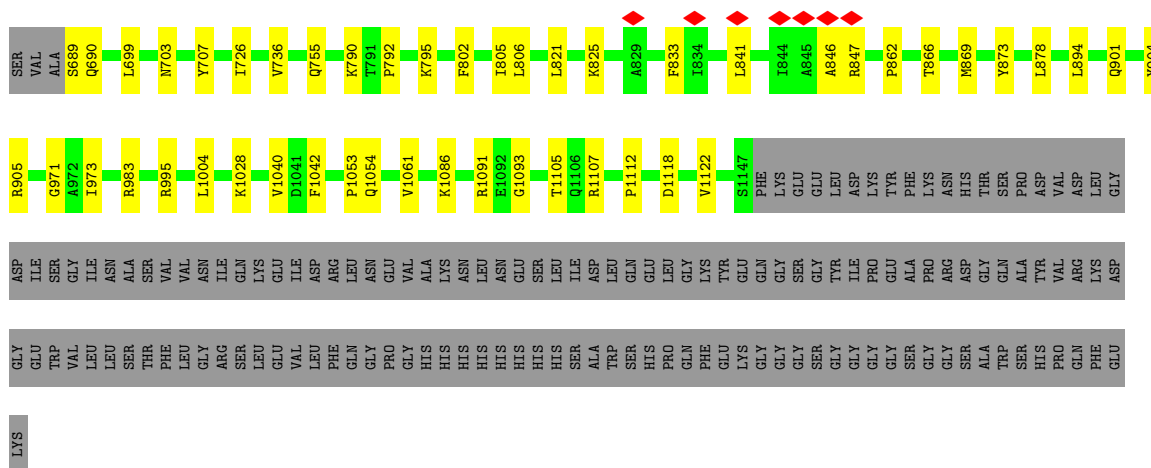 SER VAL ALA S689 Q690 L699 N703 Y707 I726 V736 Q755 K790 T791 P792 K795 F802 I805 L806 L821 K825 A829 F833 I834 L841 I844 A845 A846 R847 P862 T866 M869 Y873 L878 L894 Q901
R905 G971 A972 I973 R983 R995 L1004 K1028 V1040 D1041 F1042 P1053 Q1054 V1061 K1086 R1091 E1092 G1093 T1105 Q1106 R1107 P1112 D1118 V1122 S1147 PHE LYS GLU GLU LEU ASP LYS TYR PHE LYS ASN HIS THR SER PRO ASP VAL ASP LEU GLY
ASP ILE SER GLY ILE ASN ALA SER VAL VAL ASN ILE GLN LYS GLU ILE ASP ARG LEU ASN GLU VAL ALA LYS ASN LEU ASN GLU SER LEU ILE ASP LEU GLN GLU LEU GLY LYS TYR GLU GLN GLY SER GLY TYR ILE PRO GLU ALA PRO ARG ASP GLY GLN ALA TYR VAL ARG LYS ASP
GLY GLU TRP VAL LEU LEU SER THR PHE LEU GLY ARG SER LEU GLU VAL LEU PHE GLN GLY PRO GLY HIS HIS HIS HIS HIS HIS HIS HIS SER ALA TRP SER HIS PRO GLN PHE GLU LYS GLY GLY GLY SER GLY GLY GLY GLY SER GLY GLY SER ALA TRP SER HIS PRO GLN PHE GLU
LYS